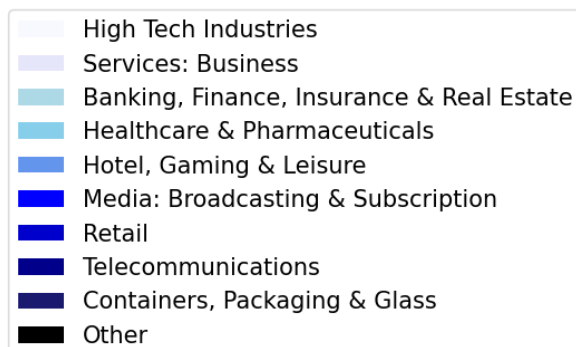 High Tech Industries
Services: Business
Banking, Finance, Insurance & Real Estate
Healthcare & Pharmaceuticals
Hotel, Gaming & Leisure
Media: Broadcasting & Subscription
Retail
Telecommunications
Containers, Packaging & Glass
Other